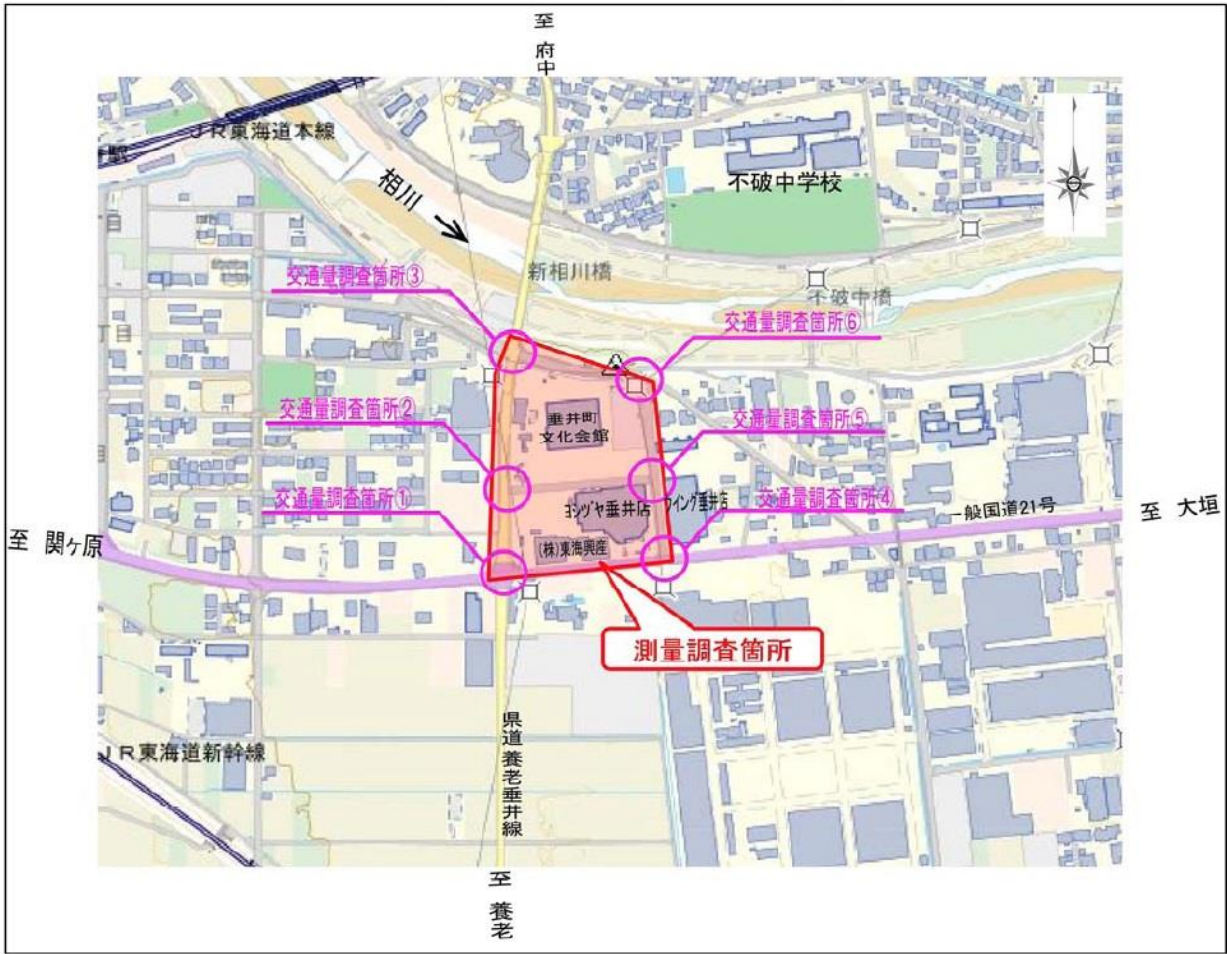 至 府中
JR東海道本線
相川
不破中学校
交通量調査箇所③
新相川橋
不破中橋
交通量調査箇所⑥
丁目
交通量調査箇所②
垂井町
文化会館
交通量調査箇所⑤
交通量調査箇所①
ヨシヅヤ垂井店
ウイング垂井店
交通量調査箇所④
一般国道21号
至 大垣
至 関ヶ原
(株)東海興産
測量調査箇所
県道 養老垂井線
JR東海道新幹線
至 養老